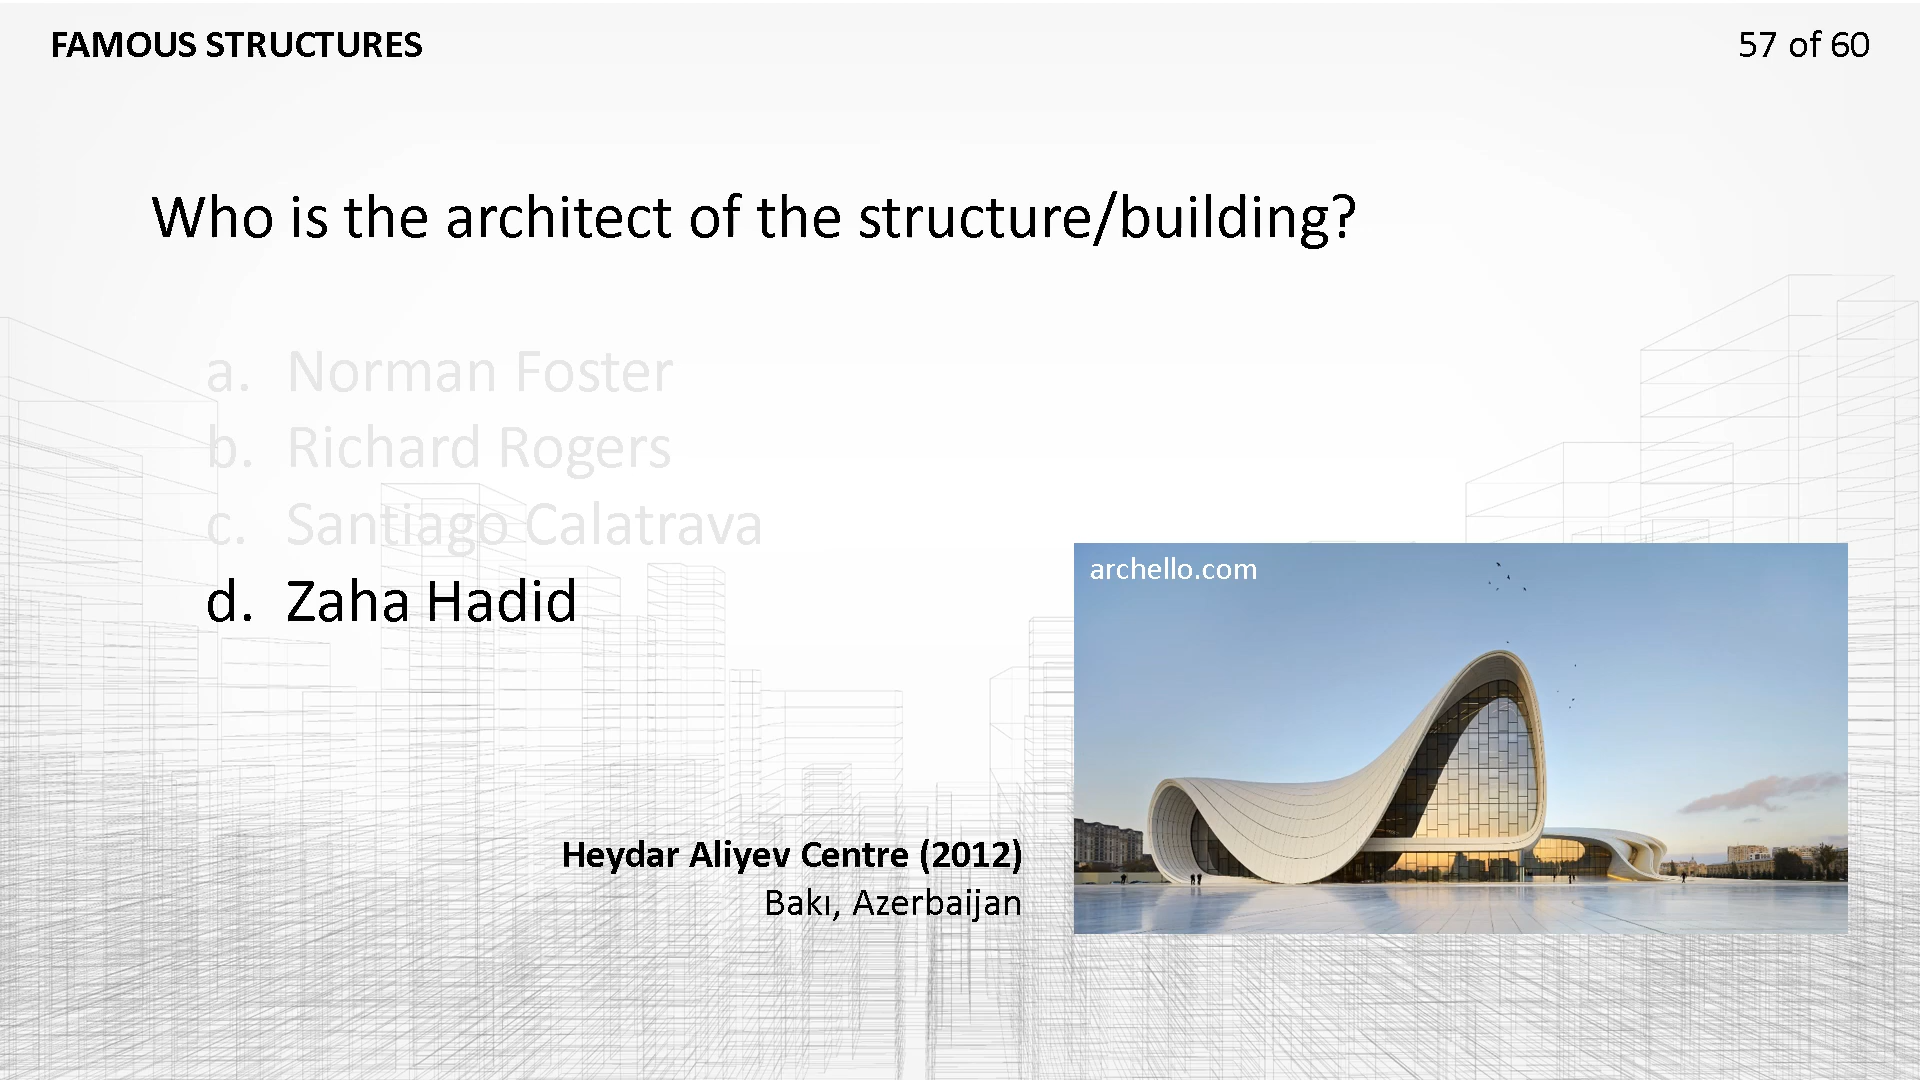 FAMOUS STRUCTURES
57 of 60
Who is the architect of the structure/building?
a. Norman Foster
b. Richard Rogers
c. Santiago Calatrava
d. Zaha Hadid
archello.com
Heydar Aliyev Centre (2012)
Bakı, Azerbaijan